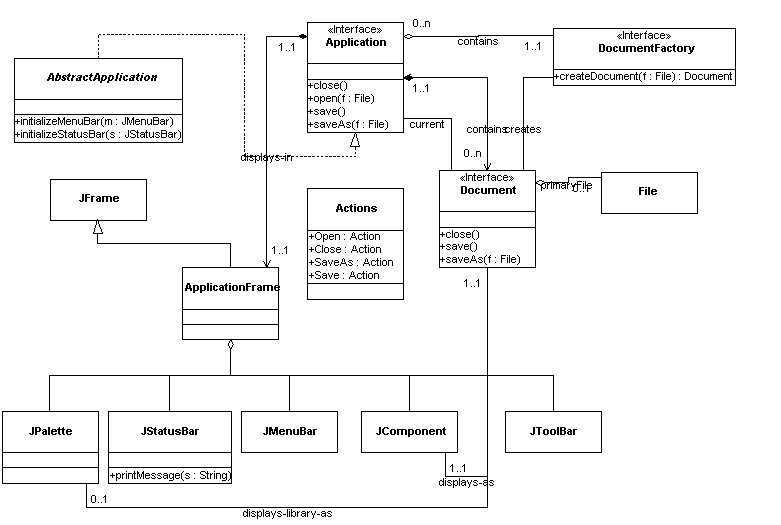 «Interface»
Application
+close()
+open(f : File)
+save()
+saveAs(f : File)
0..n
contains
1..1
«Interface»
DocumentFactory
+createDocument(f : File) : Document
1..1
AbstractApplication
+initializeMenuBar(m : JMenuBar)
+initializeStatusBar(s : JStatusBar)
displays-in
1..1
current
contains
creates
0..n
«Interface»
Document
+close()
+save()
+saveAs(f : File)
primaryFile
0..1
File
JFrame
Actions
+Open : Action
+Close : Action
+SaveAs : Action
+Save : Action
1..1
ApplicationFrame
1..1
JPalette
JStatusBar
+printMessage(s : String)
JMenuBar
JComponent
JToolBar
1..1
displays-as
0..1
displays-library-as